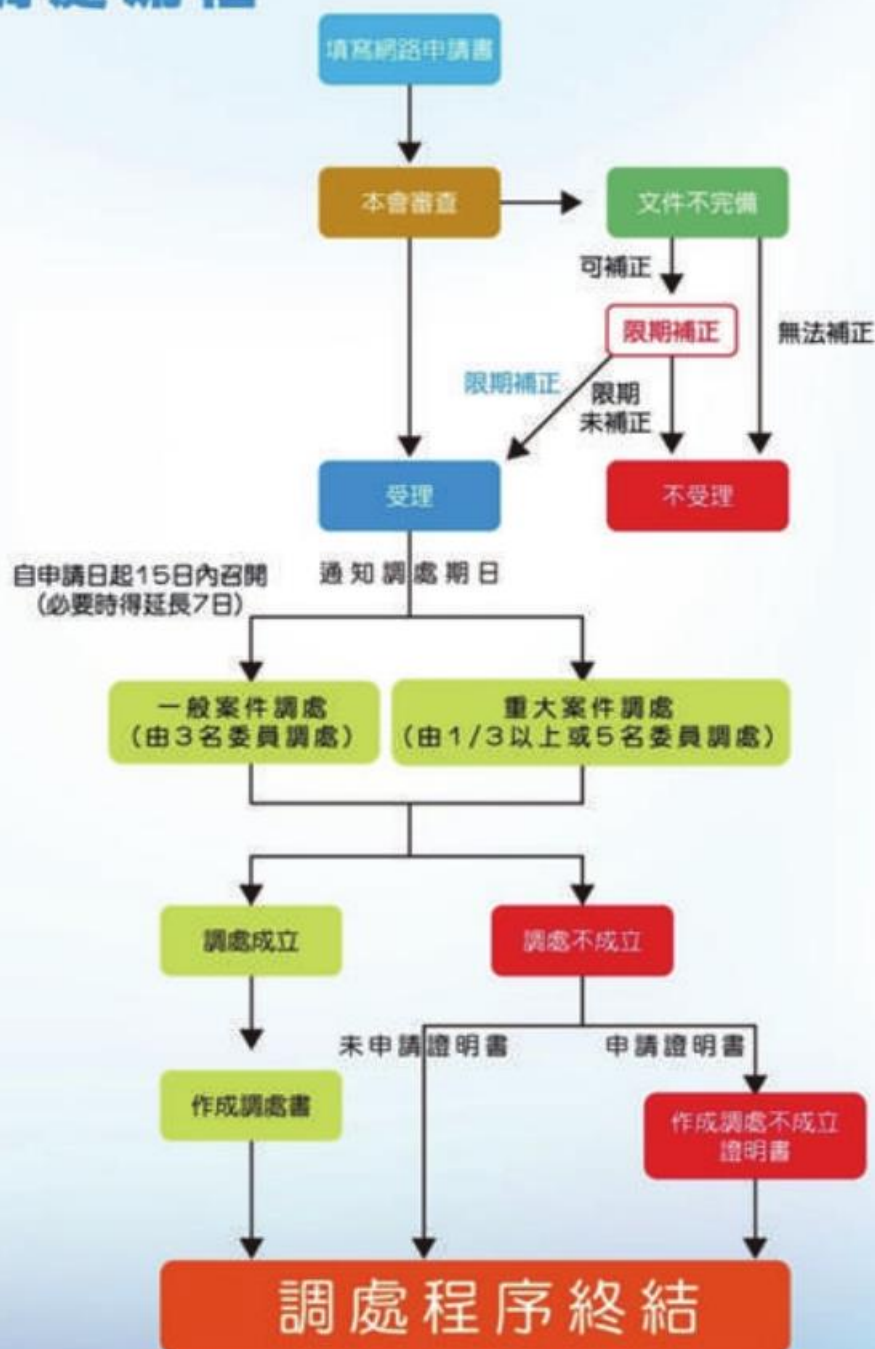 填寫網路申請書
本會審查
文件不完備
可補正
限期補正
無法補正
限期補正
限期
未補正
受理
不受理
自申請日起15日內召開
(必要時得延長7日)
通知調處期日
一般案件調處
(由3名委員調處)
重大案件調處
(由1/3以上或5名委員調處)
調處成立
調處不成立
未申請證明書
申請證明書
作成調處書
作成調處不成立
證明書
調處程序終結